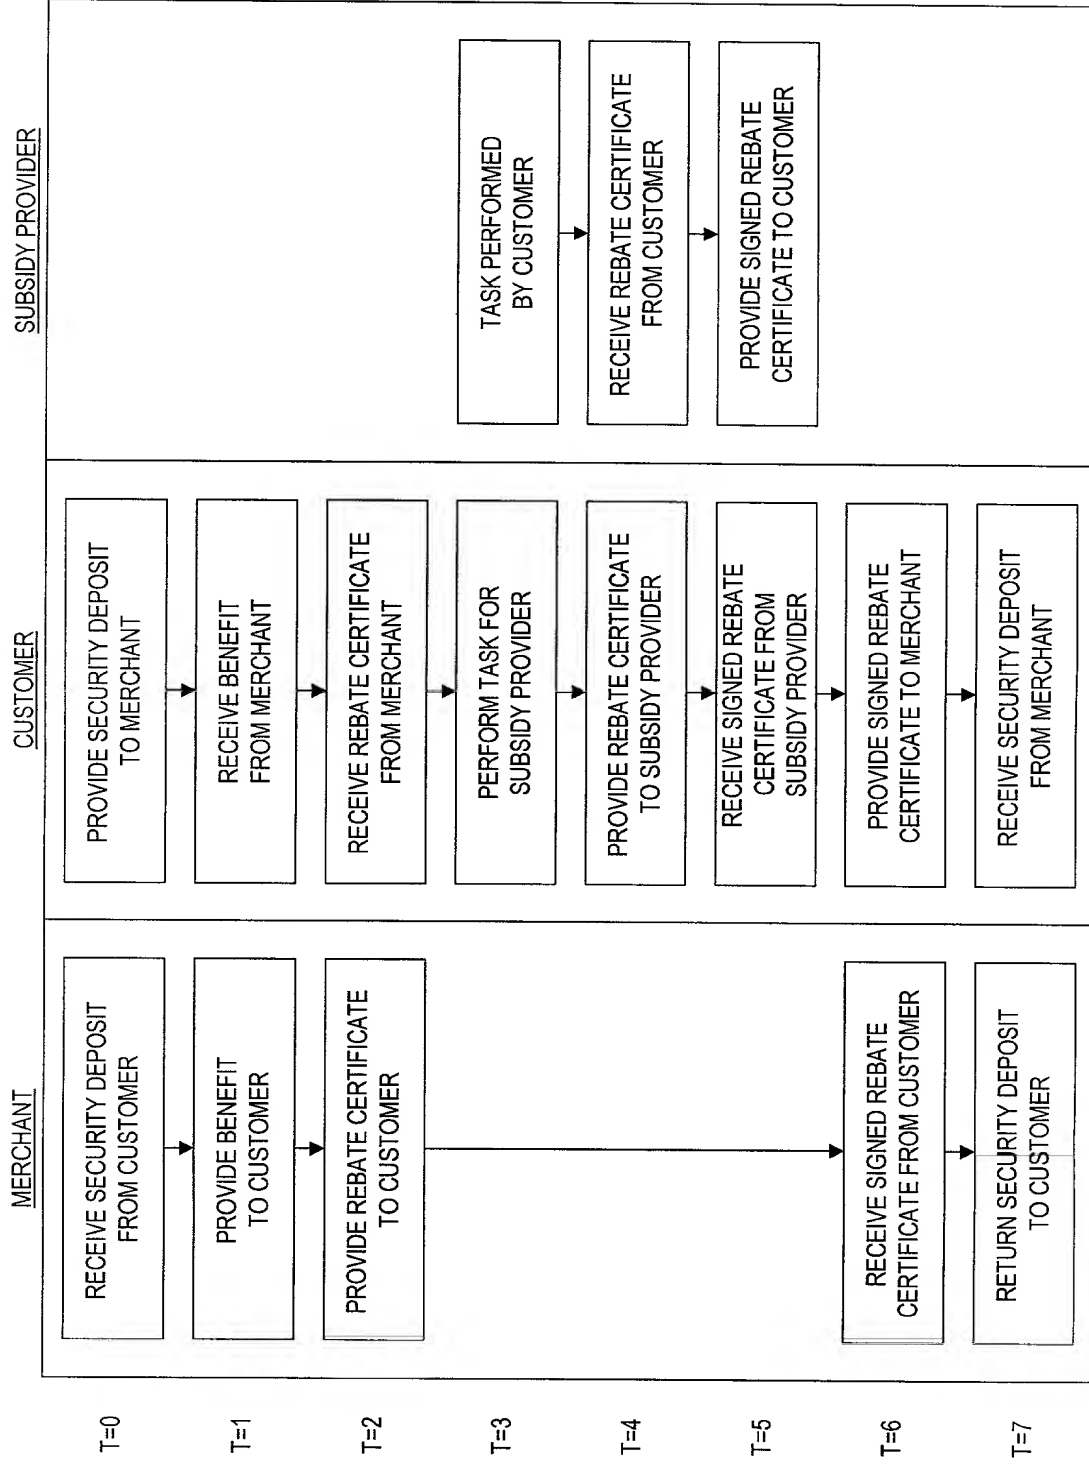 MERCHANT
CUSTOMER
SUBSIDY PROVIDER
T=0
RECEIVE SECURITY DEPOSIT
FROM CUSTOMER
PROVIDE SECURITY DEPOSIT
TO MERCHANT
T=1
PROVIDE BENEFIT
TO CUSTOMER
RECEIVE BENEFIT
FROM MERCHANT
T=2
PROVIDE REBATE CERTIFICATE
TO CUSTOMER
RECEIVE REBATE CERTIFICATE
FROM MERCHANT
T=3
PERFORM TASK FOR
SUBSIDY PROVIDER
TASK PERFORMED
BY CUSTOMER
T=4
PROVIDE REBATE CERTIFICATE
TO SUBSIDY PROVIDER
RECEIVE REBATE CERTIFICATE
FROM CUSTOMER
T=5
RECEIVE SIGNED REBATE
CERTIFICATE FROM
SUBSIDY PROVIDER
PROVIDE SIGNED REBATE
CERTIFICATE TO CUSTOMER
T=6
RECEIVE SIGNED REBATE
CERTIFICATE FROM CUSTOMER
PROVIDE SIGNED REBATE
CERTIFICATE TO MERCHANT
T=7
RETURN SECURITY DEPOSIT
TO CUSTOMER
RECEIVE SECURITY DEPOSIT
FROM MERCHANT